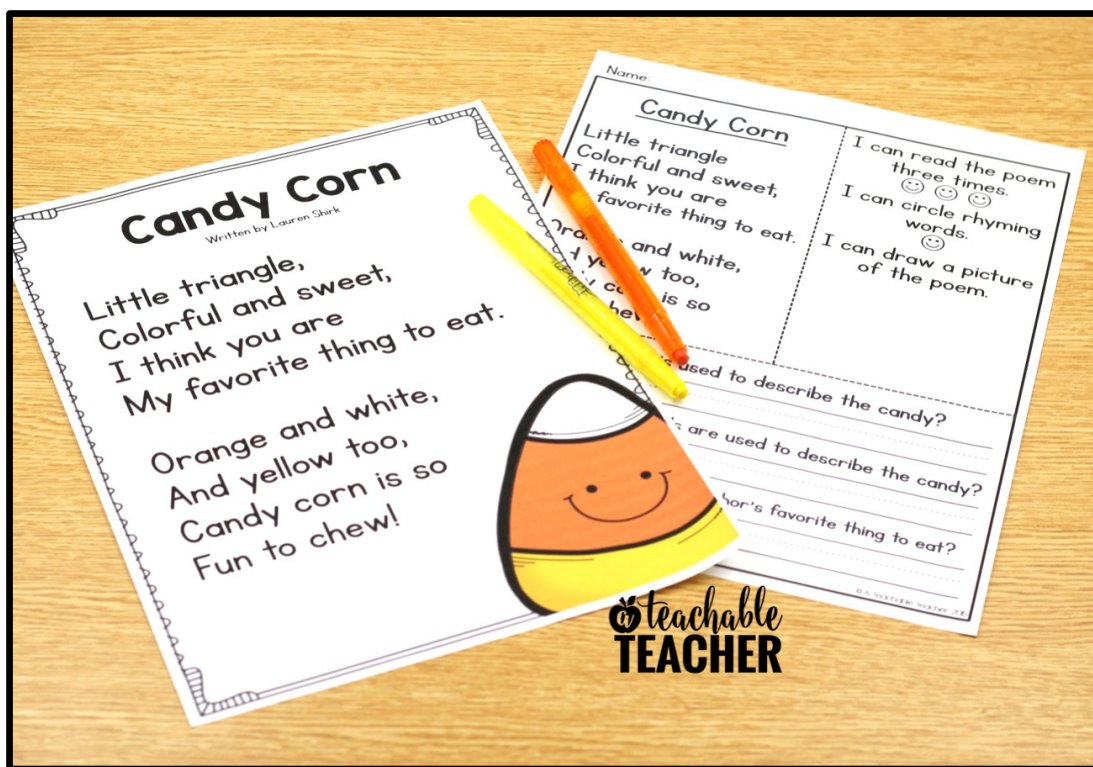 Candy Corn
Written by Lauren Shirk
Little triangle,
Colorful and sweet,
I think you are
My favorite thing to eat.
Orange and white,
And yellow too,
Candy corn is so
Fun to chew!
Name:
Candy Corn
Little triangle
Colorful and sweet,
I think you are
favorite thing to eat.
and white,
too,
is so
I can read the poem
three times.
I can circle rhyming
words.
I can draw a picture
of the poem.
used to describe the candy?
are used to describe the candy?
favorite thing to eat?
© A Teachable Teacher
a teachable
TEACHER